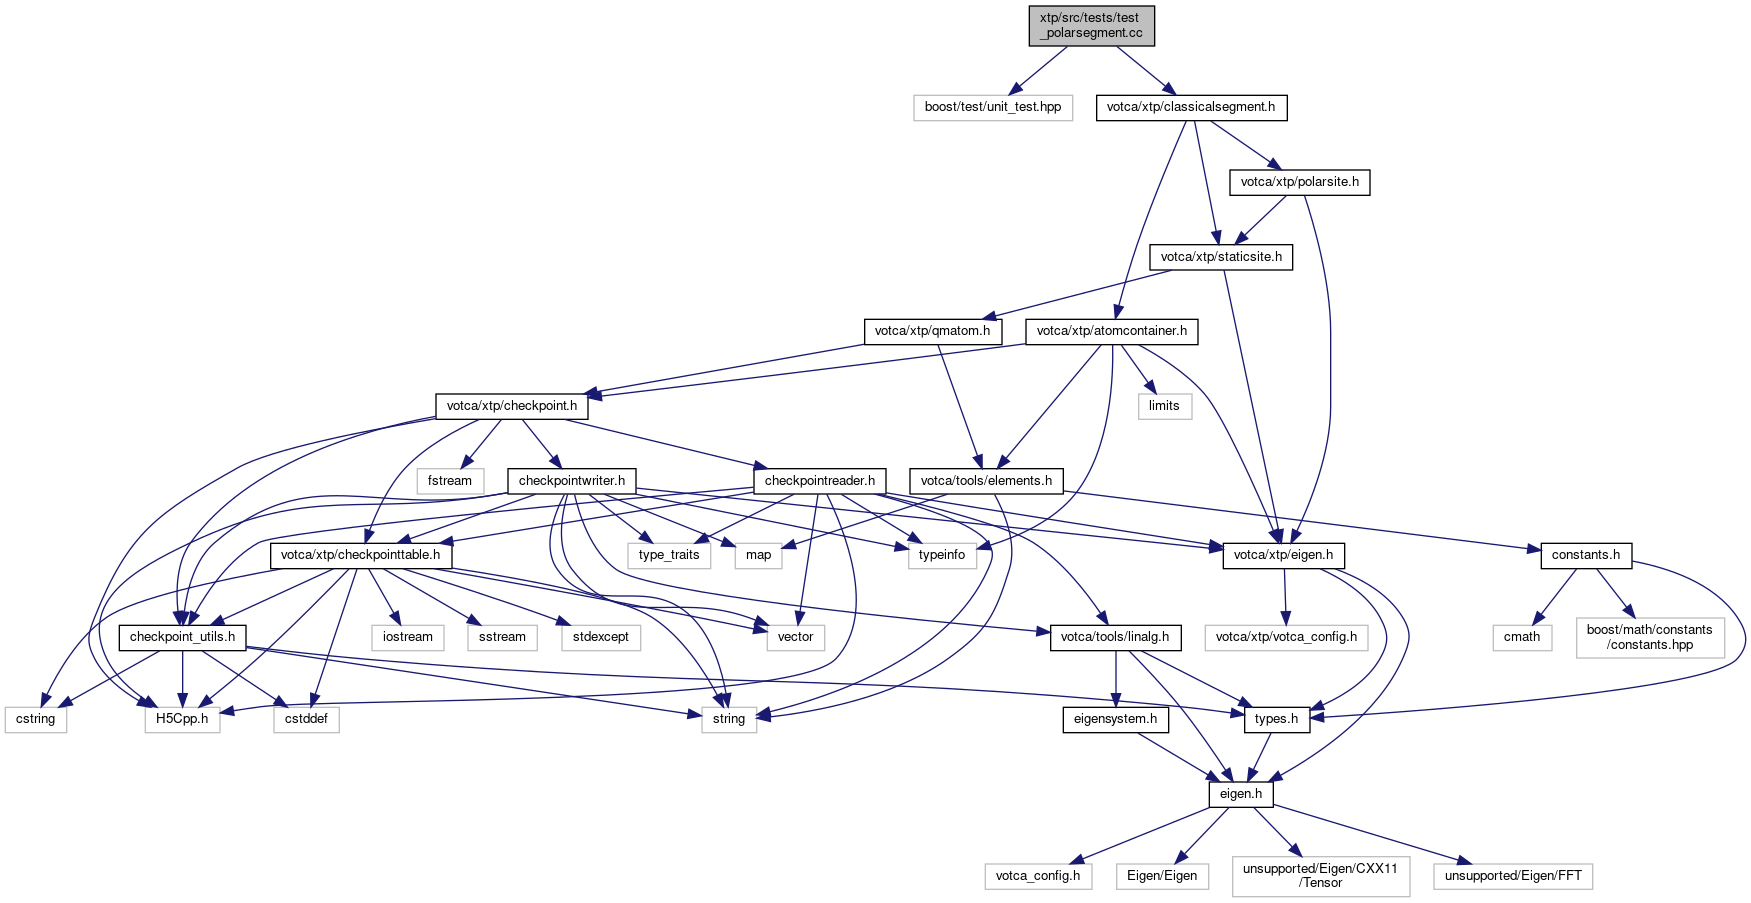 xtp/src/tests/test
_polarsegment.cc
boost/test/unit_test.hpp
votca/xtp/classicalsegment.h
votca/xtp/polarsite.h
votca/xtp/staticsite.h
votca/xtp/qmatom.h
votca/xtp/atomcontainer.h
votca/xtp/checkpoint.h
limits
fstream
checkpointwriter.h
checkpointreader.h
votca/tools/elements.h
votca/xtp/checkpointtable.h
type_traits
map
typeinfo
votca/xtp/eigen.h
constants.h
checkpoint_utils.h
iostream
sstream
stdexcept
vector
votca/tools/linalg.h
votca/xtp/votca_config.h
cmath
boost/math/constants
/constants.hpp
cstring
H5Cpp.h
cstddef
string
eigensystem.h
types.h
eigen.h
votca_config.h
Eigen/Eigen
unsupported/Eigen/CXX11
/Tensor
unsupported/Eigen/FFT